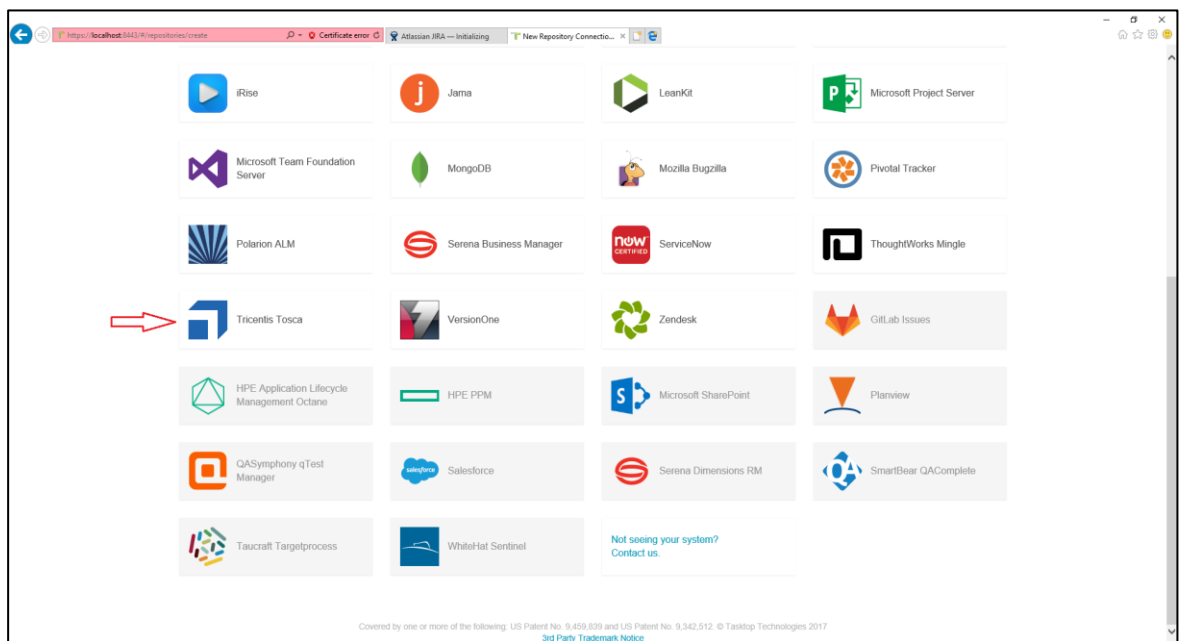 https://localhost:8443/#/repositories/create
Certificate error
Atlassian JIRA — Initializing
New Repository Connectio...
iRise
Jama
LeanKit
Microsoft Project Server
Microsoft Team Foundation
Server
MongoDB
Mozilla Bugzilla
Pivotal Tracker
Polarion ALM
Serena Business Manager
now
CERTIFIED
ServiceNow
ThoughtWorks Mingle
Tricentis Tosca
VersionOne
Zendesk
GitLab Issues
HPE Application Lifecycle
Management Octane
HPE PPM
Microsoft SharePoint
Planview
QASymphony qTest
Manager
salesforce
Salesforce
Serena Dimensions RM
QA
SmartBear QAComplete
Taucraft Targetprocess
WhiteHat Sentinel
Not seeing your system?
Contact us.
Covered by one or more of the following: US Patent No. 9,459,839 and US Patent No. 9,342,512. © Tasktop Technologies 2017
3rd Party Trademark Notice